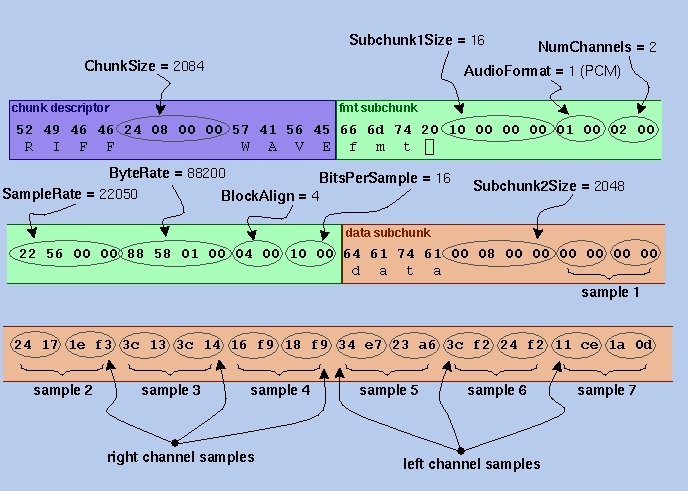 Subchunk1Size = 16
NumChannels = 2
ChunkSize = 2084
AudioFormat = 1 (PCM)
chunk descriptor
fmt subchunk
52 49 46 46 24 08 00 00 57 41 56 45 66 6d 74 20 10 00 00 00 01 00 02 00
R I F F W A V E f m t
ByteRate = 88200
BitsPerSample = 16
Subchunk2Size = 2048
SampleRate = 22050
BlockAlign = 4
data subchunk
22 56 00 00 88 58 01 00 04 00 10 00 64 61 74 61 00 08 00 00 00 00 00 00
d a t a
sample 1
24 17 1e f3 3c 13 3c 14 16 f9 18 f9 34 e7 23 a6 3c f2 24 f2 11 ce 1a 0d
sample 2 sample 3 sample 4 sample 5 sample 6 sample 7
right channel samples
left channel samples